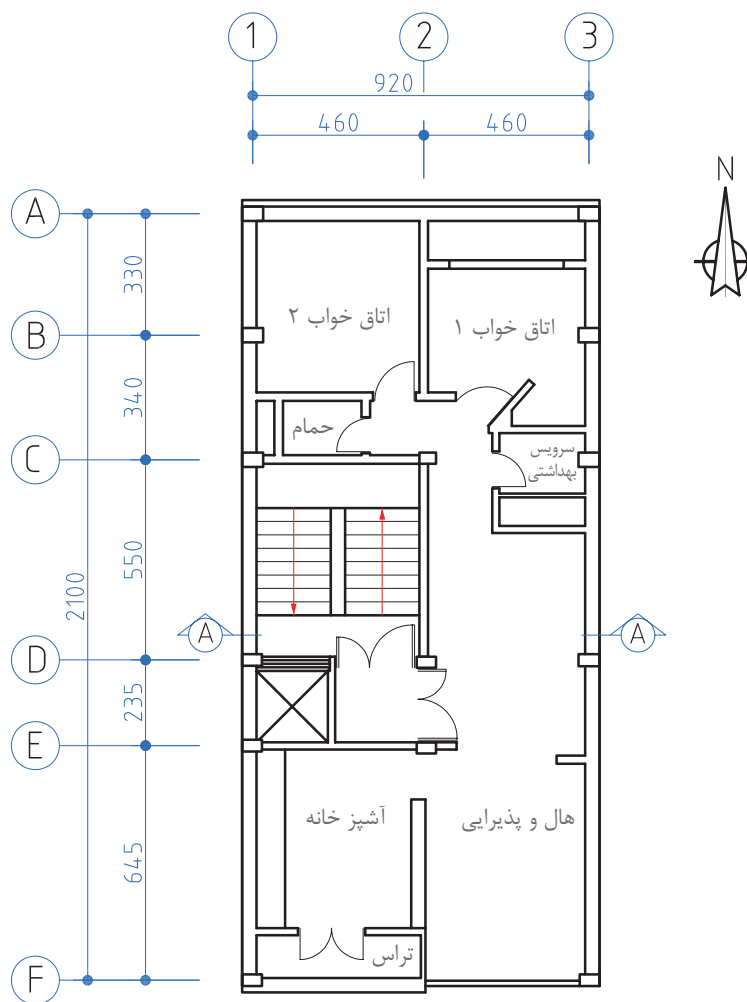 1 2 3
920
460 460
N
A
330
اتاق خواب ۲
اتاق خواب ۱
B
340
حمام
سرویس
بهداشتی
C
550
2100
A
A
D
235
E
آشپز خانه
هال و پذیرایی
645
تراس
F